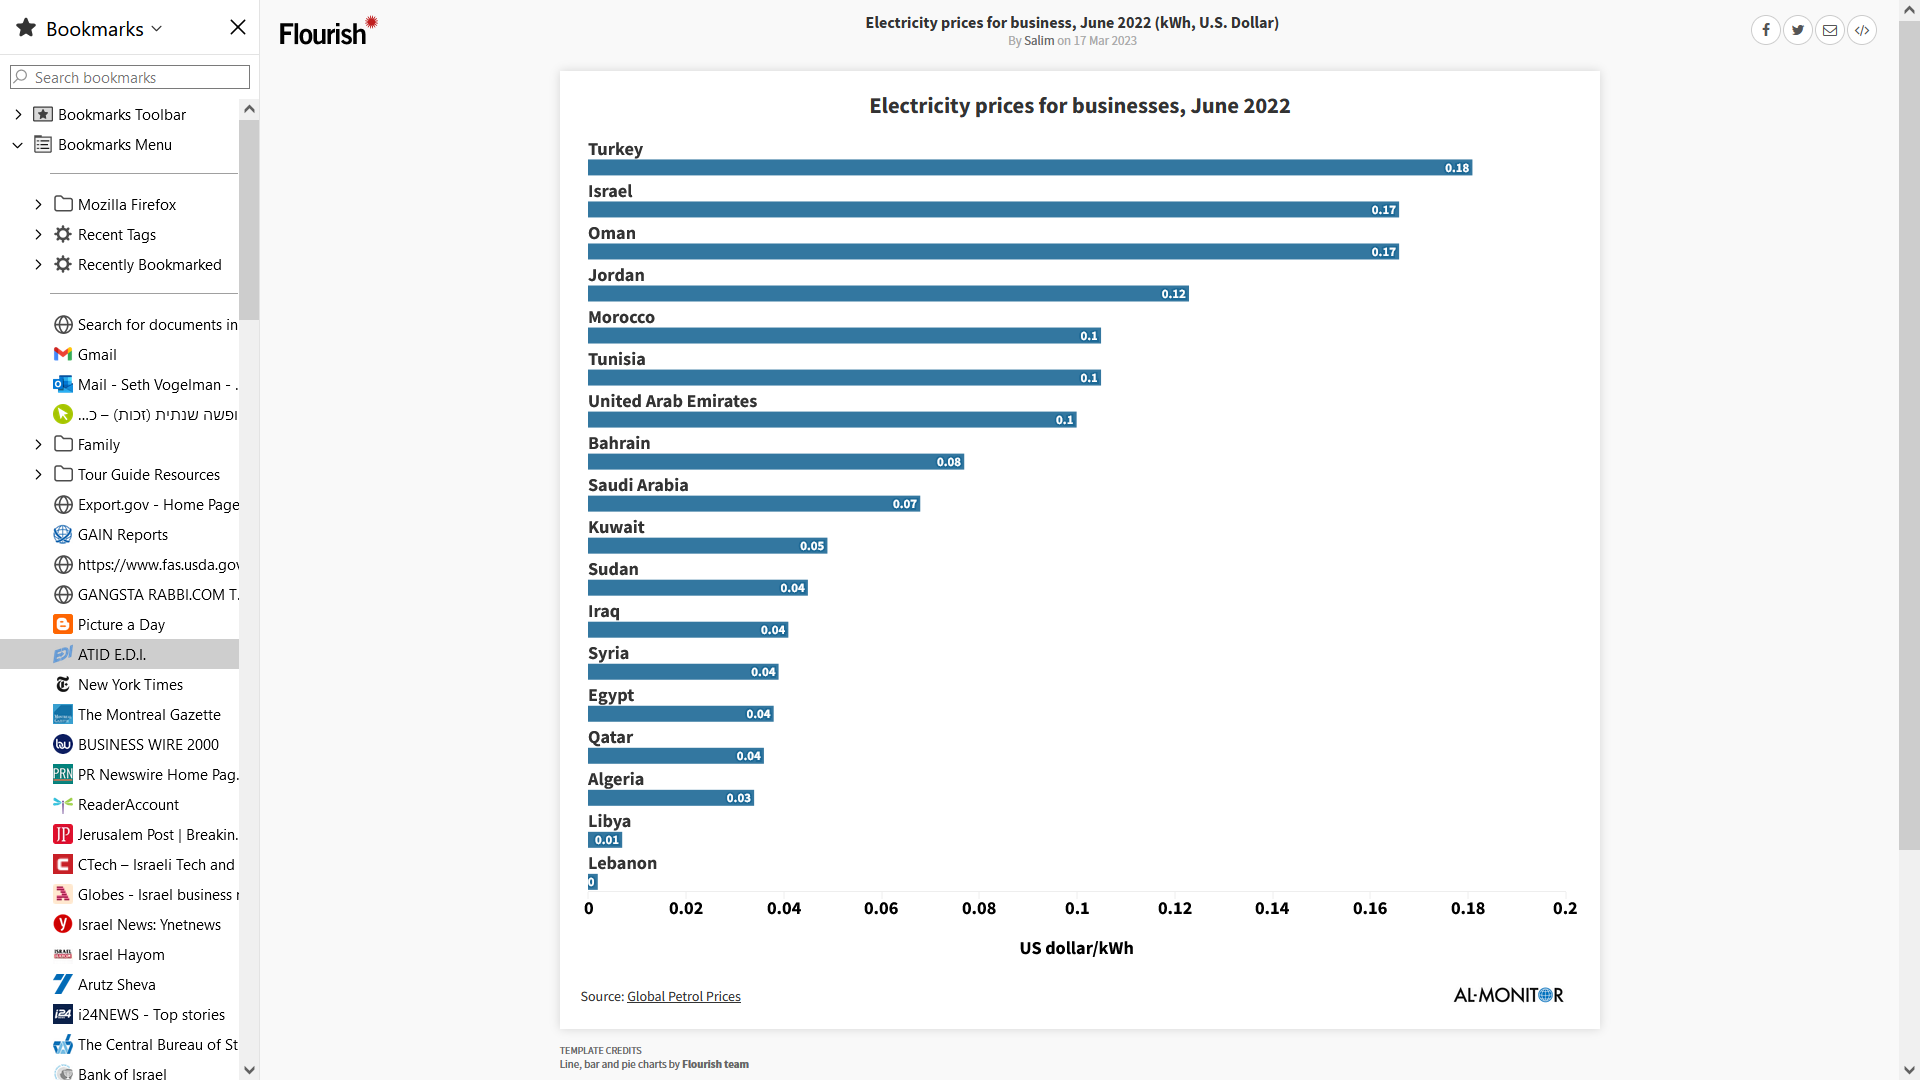 Bookmarks
Search bookmarks
Bookmarks Toolbar
Bookmarks Menu
Mozilla Firefox
Recent Tags
Recently Bookmarked
Search for documents in
Gmail
Mail - Seth Vogelman - .
ופשה שנתית (זכות) – כ...
Family
Tour Guide Resources
Export.gov - Home Page
GAIN Reports
https://www.fas.usda.gov
GANGSTA RABBI.COM T.
Picture a Day
ATID E.D.I.
New York Times
The Montreal Gazette
BUSINESS WIRE 2000
PR Newswire Home Pag.
ReaderAccount
Jerusalem Post | Breakin.
CTech – Israeli Tech and
Globes - Israel business
Israel News: Ynetnews
Israel Hayom
Arutz Sheva
i24NEWS - Top stories
The Central Bureau of St
Bank of Israel
Flourish
Electricity prices for business, June 2022 (kWh, U.S. Dollar)
By Salim on 17 Mar 2023
Electricity prices for businesses, June 2022
Turkey
0.18
Israel
0.17
Oman
0.17
Jordan
0.12
Morocco
0.1
Tunisia
0.1
United Arab Emirates
0.1
Bahrain
0.08
Saudi Arabia
0.07
Kuwait
0.05
Sudan
0.04
Iraq
0.04
Syria
0.04
Egypt
0.04
Qatar
0.04
Algeria
0.03
Libya
0.01
Lebanon
0
0 0.02 0.04 0.06 0.08 0.1 0.12 0.14 0.16 0.18 0.2
US dollar/kWh
Source: Global Petrol Prices
AL-MONITOR
TEMPLATE CREDITS
Line, bar and pie charts by Flourish team